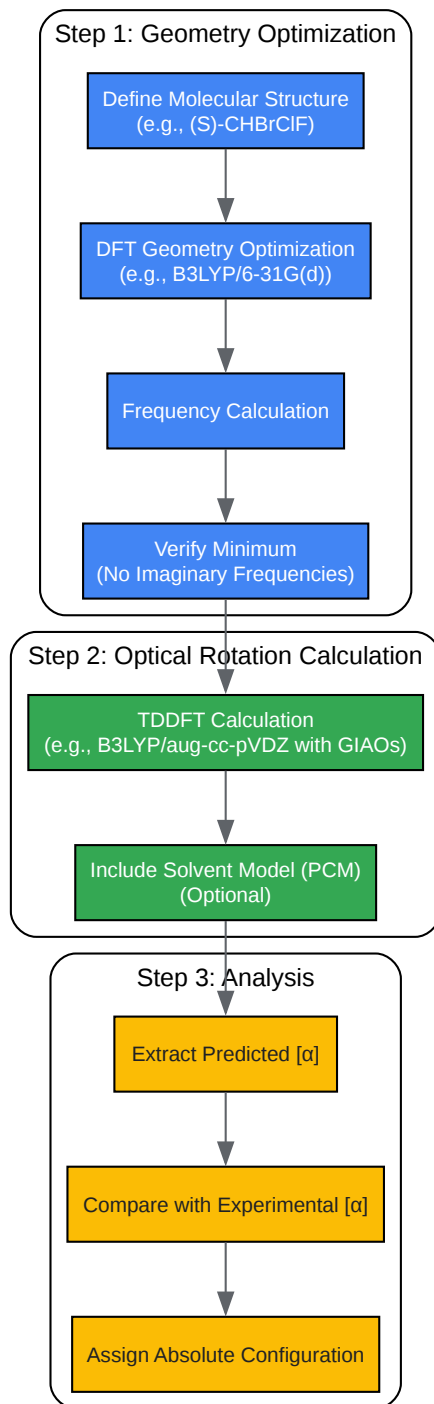 Step 1: Geometry Optimization
Define Molecular Structure
(e.g., (S)-CHBrClF)
DFT Geometry Optimization
(e.g., B3LYP/6-31G(d))
Frequency Calculation
Verify Minimum
(No Imaginary Frequencies)
Step 2: Optical Rotation Calculation
TDDFT Calculation
(e.g., B3LYP/aug-cc-pVDZ with GIAOs)
Include Solvent Model (PCM)
(Optional)
Step 3: Analysis
Extract Predicted [α]
Compare with Experimental [α]
Assign Absolute Configuration